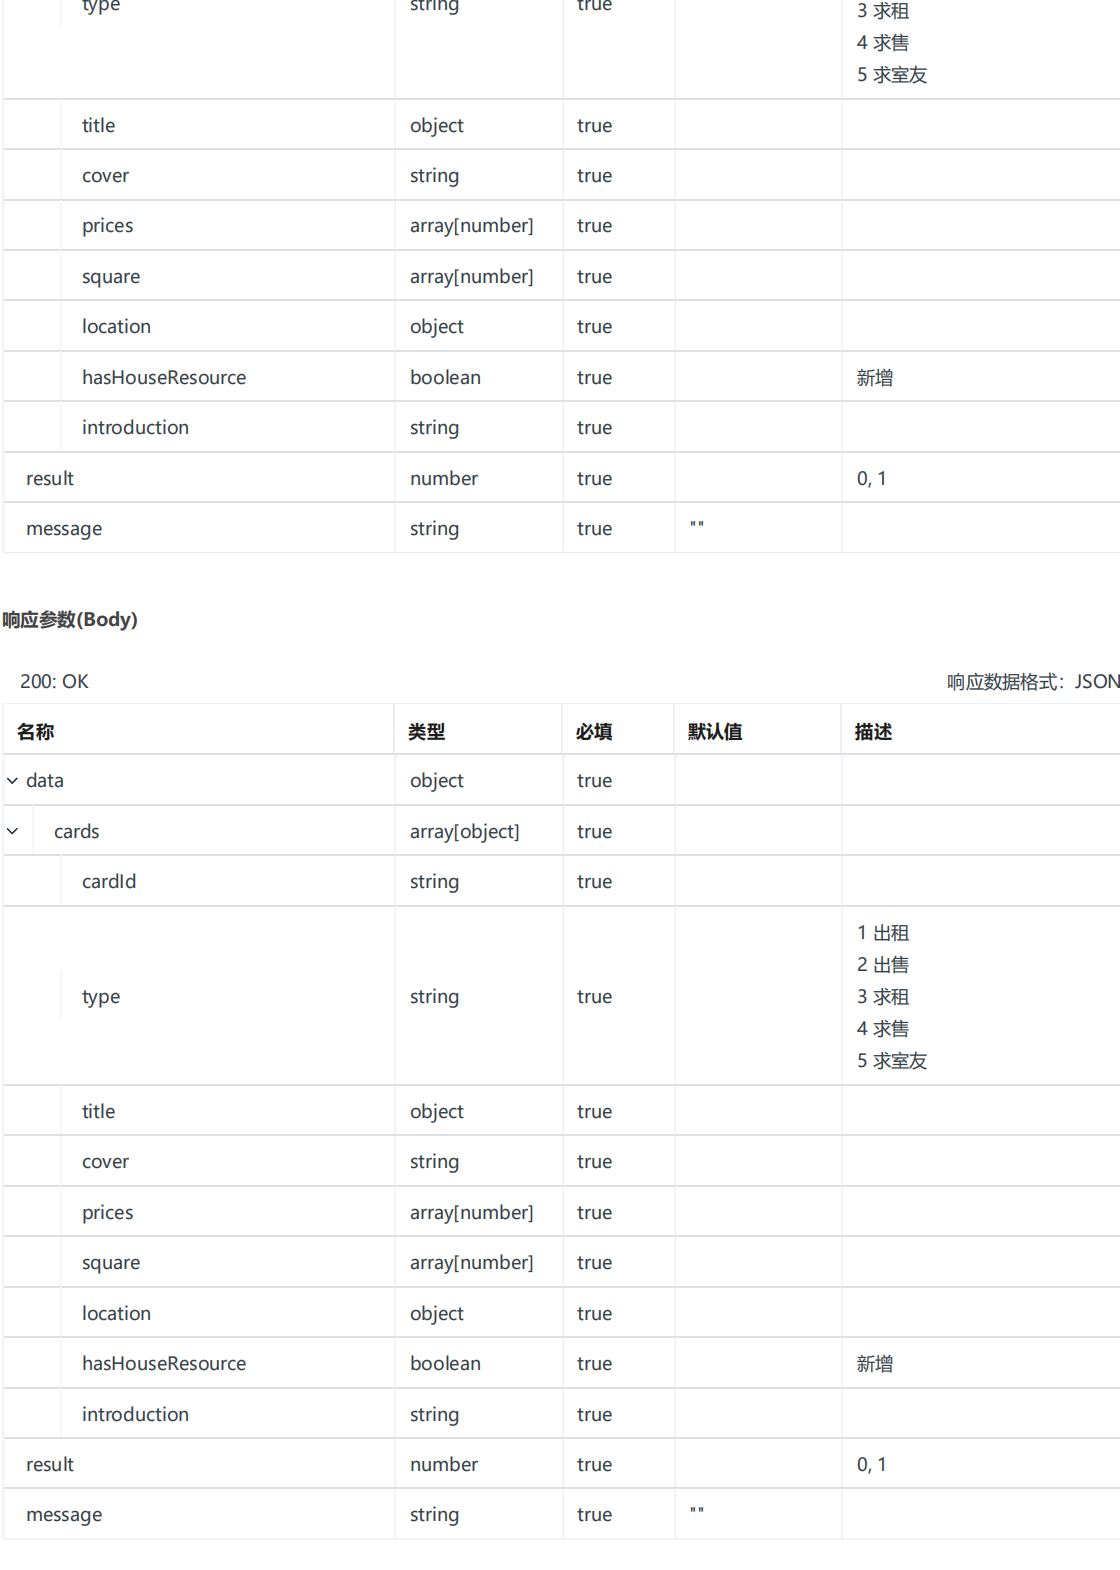 type string true
3 求租
4 求售
5 求室友
title object true
cover string true
prices array[number] true
square array[number] true
location object true
hasHouseResource boolean true 新增
introduction string true
result number true 0, 1
message string true ""
响应参数(Body)
200: OK 响应数据格式：JSON
名称 类型 必填 默认值 描述
data object true
cards array[object] true
cardId string true
1 出租
2 出售
type string true 3 求租
4 求售
5 求室友
title object true
cover string true
prices array[number] true
square array[number] true
location object true
hasHouseResource boolean true 新增
introduction string true
result number true 0, 1
message string true ""